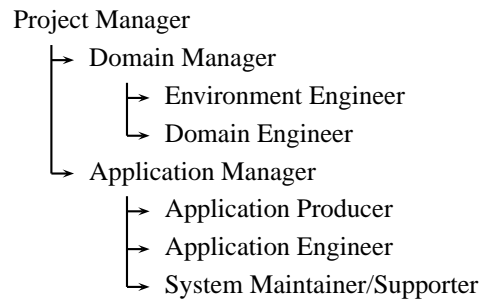 Project Manager
Domain Manager
Environment Engineer
Domain Engineer
Application Manager
Application Producer
Application Engineer
System Maintainer/Supporter